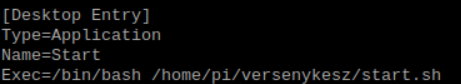 [Desktop Entry]
Type=Application
Name=Start
Exec=/bin/bash /home/pi/versenykesz/start.sh